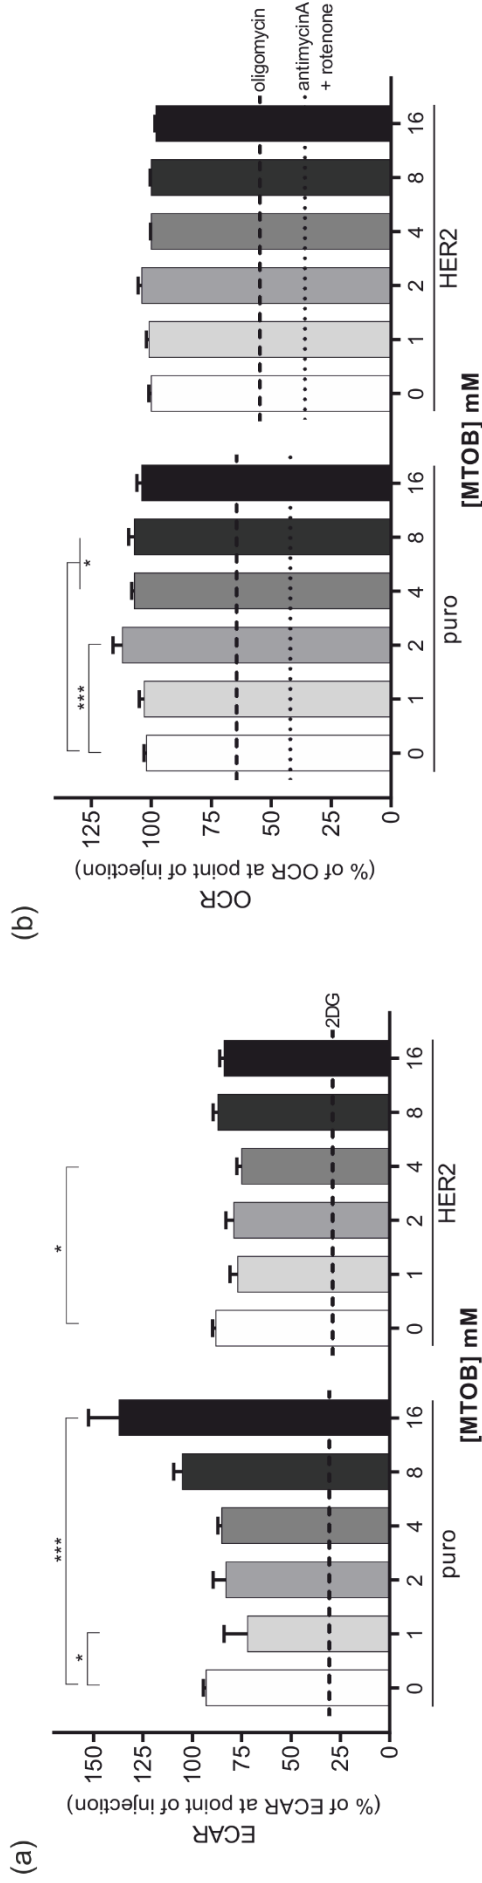 (a)
ECAR
(% of ECAR at point of injection)
150
125
100
75
50
25
0
***
*
*
2DG
0 1 2 4 8 16 0 1 2 4 8 16
puro HER2
[MTOB] mM
(b)
OCR
(% of OCR at point of injection)
125
100
75
50
25
0
***
*
oligomycin
antimycinA
+ rotenone
0 1 2 4 8 16 0 1 2 4 8 16
puro HER2
[MTOB] mM